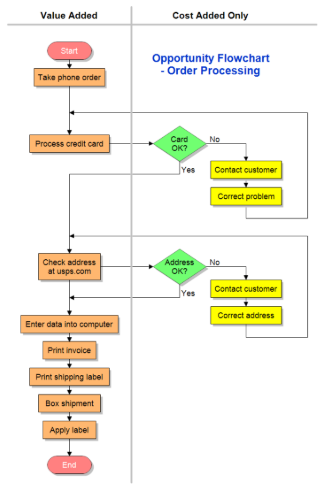 Value Added
Cost Added Only
Opportunity Flowchart
- Order Processing
Start
Take phone order
Process credit card
Card
OK?
No
Yes
Contact customer
Correct problem
Check address
at usps.com
Address
OK?
No
Yes
Contact customer
Correct address
Enter data into computer
Print invoice
Print shipping label
Box shipment
Apply label
End